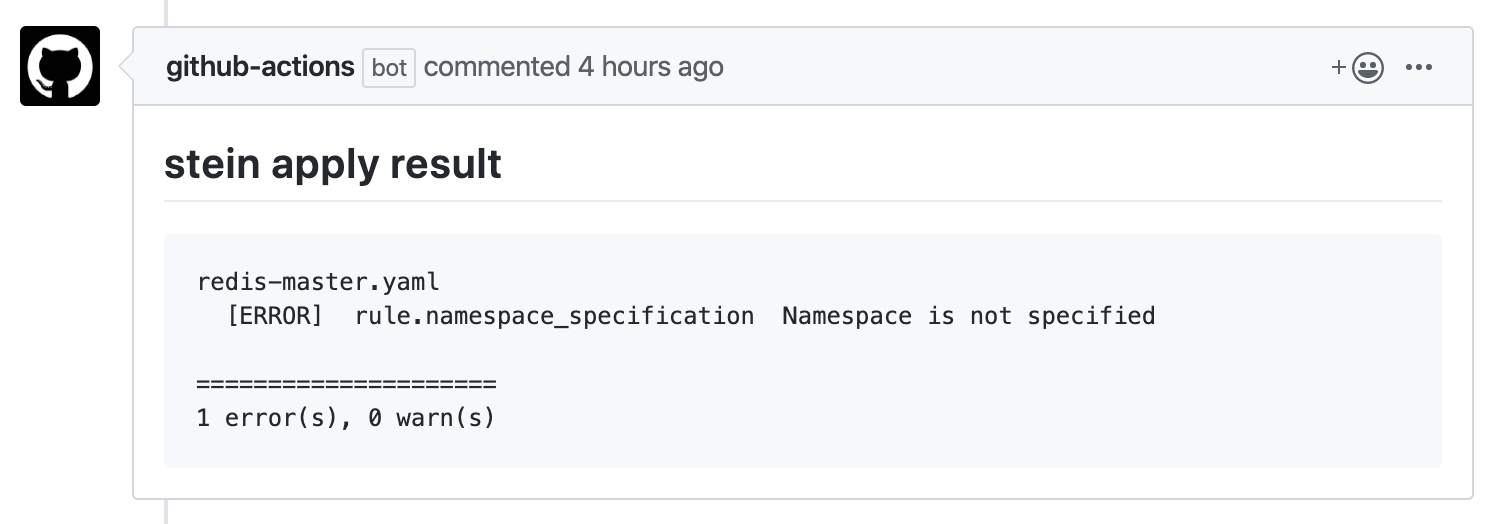 github-actions bot commented 4 hours ago
stein apply result
redis-master.yaml
  [ERROR]  rule.namespace_specification  Namespace is not specified
=====================
1 error(s), 0 warn(s)